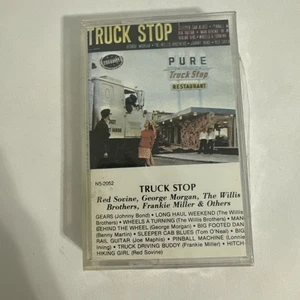 TRUCK STOP
PURE
Truck Stop
RESTAURANT
N5-2052
TRUCK STOP
Red Sovine, George Morgan, The Willis
Brothers, Frankie Miller & Others
GEARS (Johnny Bond) • LONG HAUL WEEKEND (The Willis
Brothers) • WHEELS A TURNING (The Willis Brothers) • MAN
BEHIND THE WHEEL (George Morgan) • BIG FOOTED DAN
(Benny Martin) • SLEEPER CAB BLUES (Tom O'Neal) • BIG
RAIL GUITAR (Joe Maphis) • PINBALL MACHINE (Lonnie
Irving) • TRUCK DRIVING BUDDY (Frankie Miller) • HITCH
HIKING GIRL (Red Sovine)